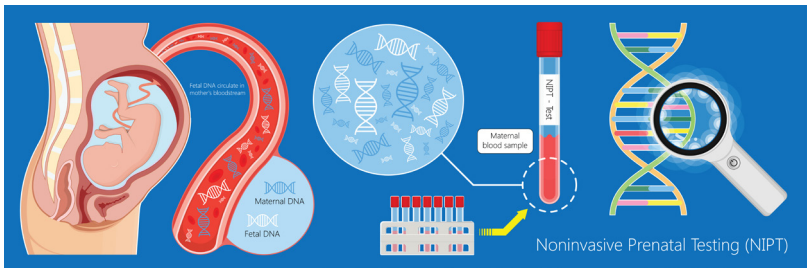 Fetal DNA circulate in
mother's bloodstream
Maternal DNA
Fetal DNA
Maternal
blood sample
NIPT - Test
Noninvasive Prenatal Testing (NIPT)